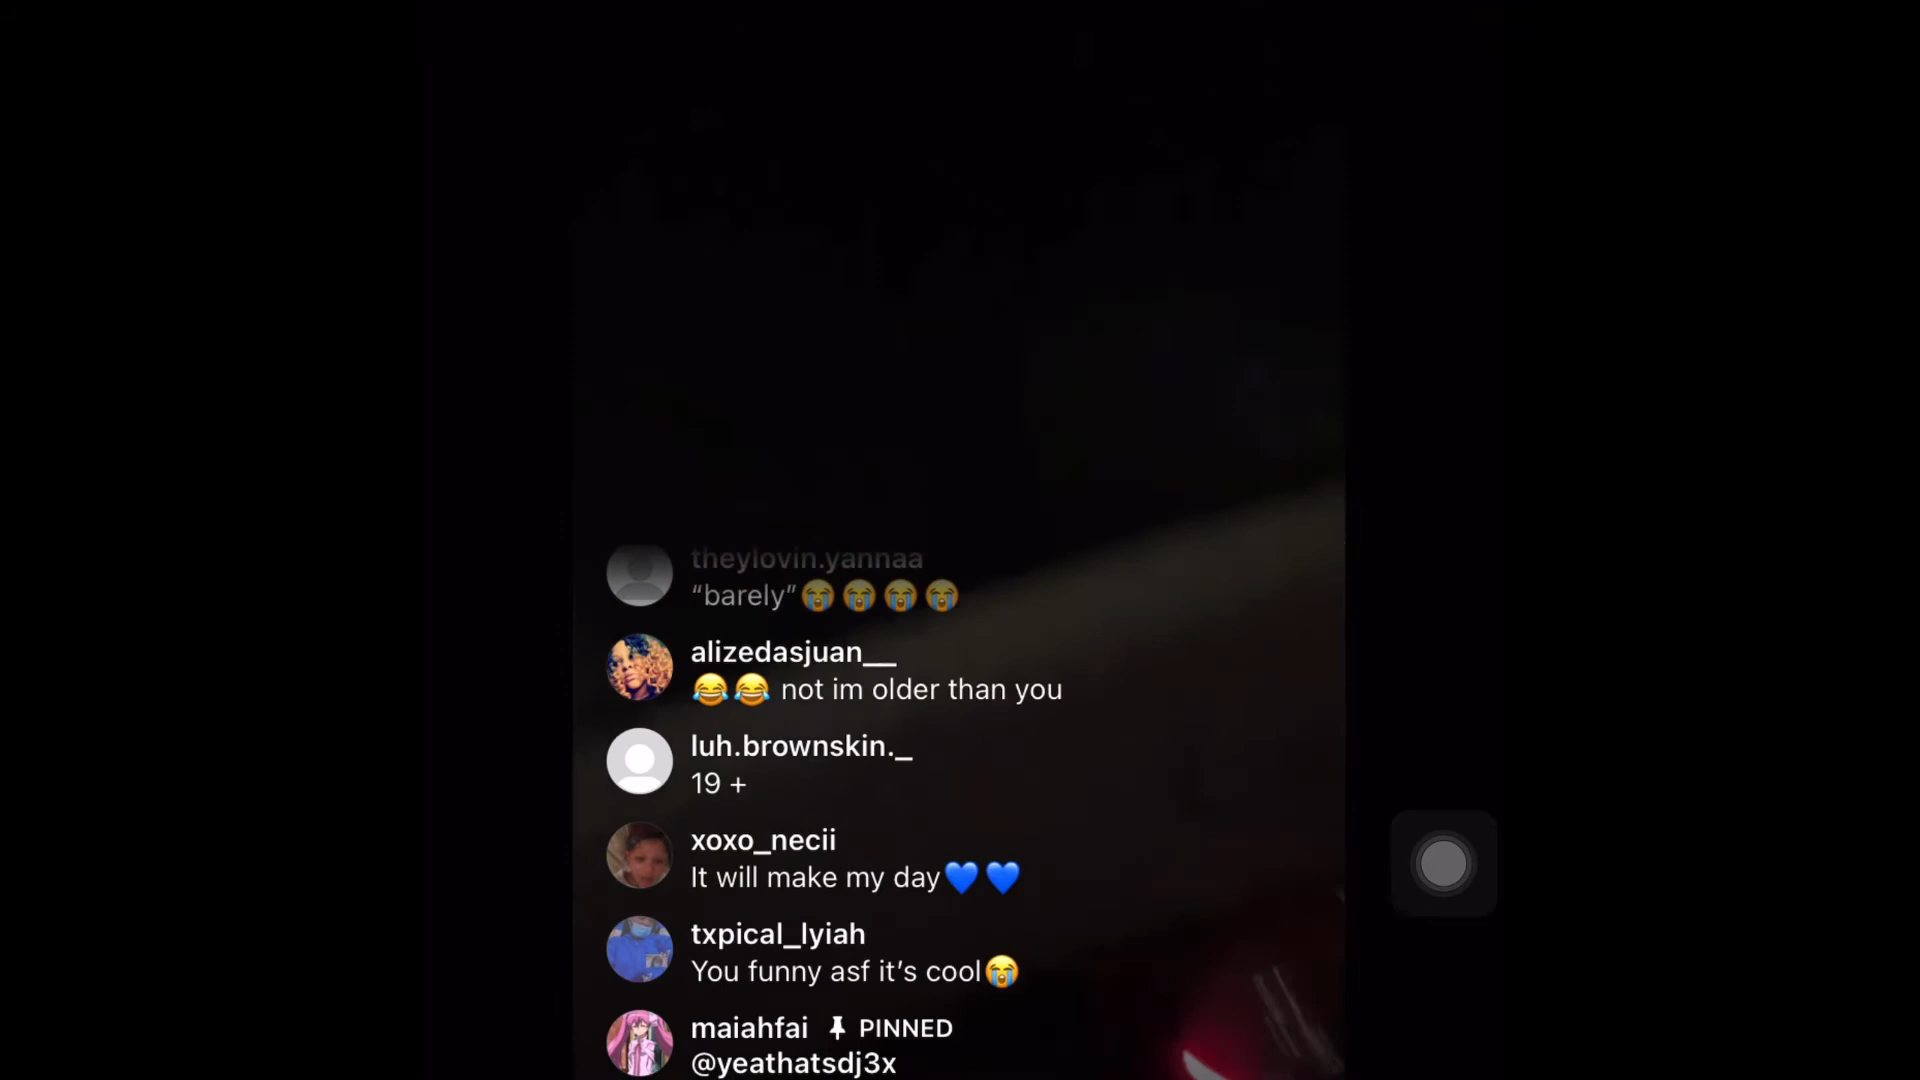 theylovin.yannaa
“barely”😭😭😭😭
alizedasjuan__
😂😂 not im older than you
luh.brownskin._
19 +
xoxo_necii
It will make my day💙💙
txpical_lyiah
You funny asf it’s cool😭
maiahfai 📌 PINNED
@yeathatsdj3x